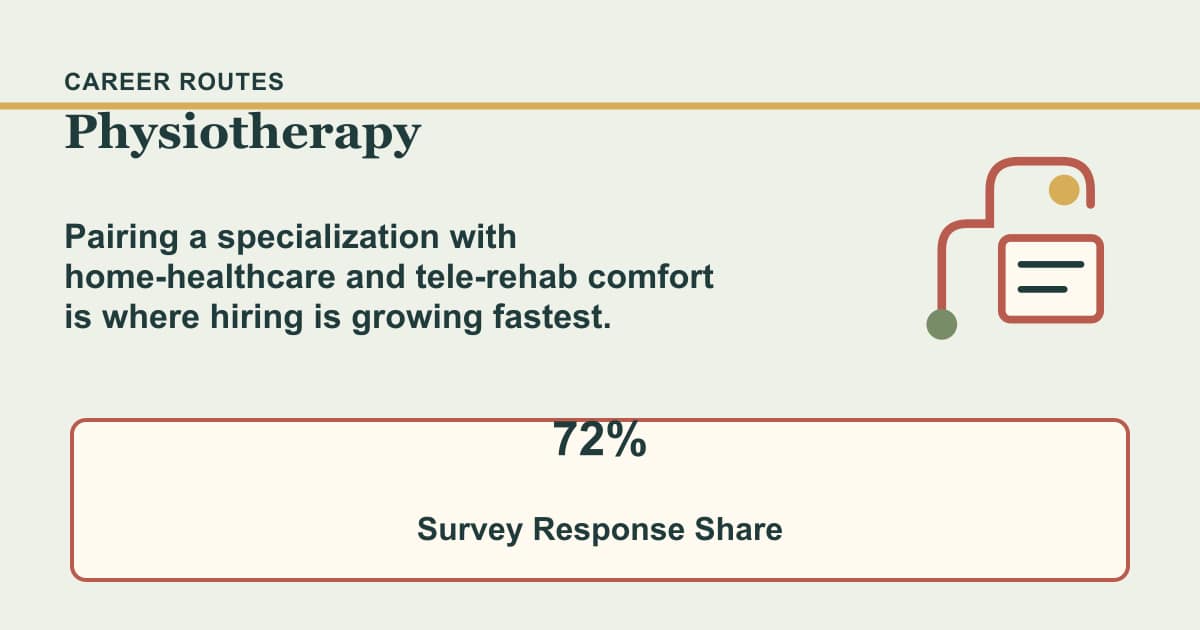 CAREER ROUTES
Physiotherapy
Pairing a specialization with
home-healthcare and tele-rehab comfort
is where hiring is growing fastest.
72%
Survey Response Share